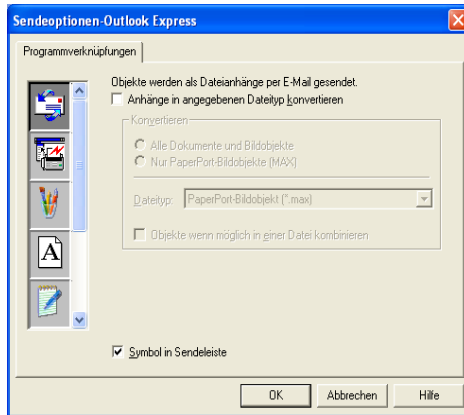 Sendeoptionen-Outlook Express
Programmverknüpfungen
Objekte werden als Dateianhänge per E-Mail gesendet.
Anhänge in angegebenen Dateityp konvertieren
Konvertieren
Alle Dokumente und Bildobjekte
Nur PaperPort-Bildobjekte (MAX)
Dateityp: PaperPort-Bildobjekt (*.max)
Objekte wenn möglich in einer Datei kombinieren
A
Symbol in Sendeleiste
OK Abbrechen Hilfe